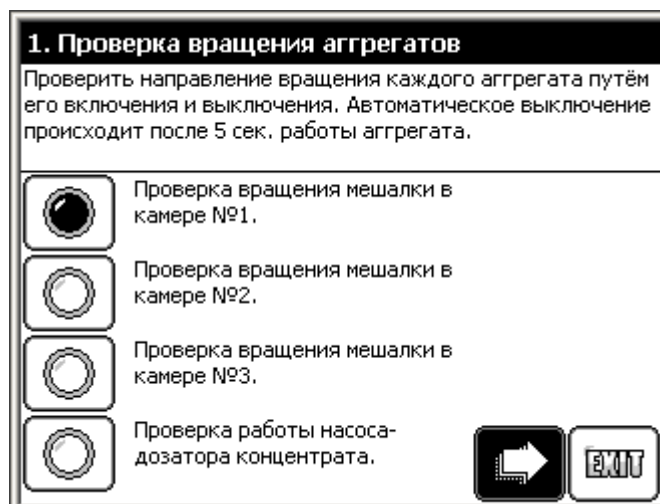 1. Проверка вращения аггрегатов
Проверить направление вращения каждого аггрегата путём
его включения и выключения. Автоматическое выключение
происходит после 5 сек. работы аггрегата.
Проверка вращения мешалки в
камере №1.
Проверка вращения мешалки в
камере №2.
Проверка вращения мешалки в
камере №3.
Проверка работы насоса-
дозатора концентрата.
EXIT